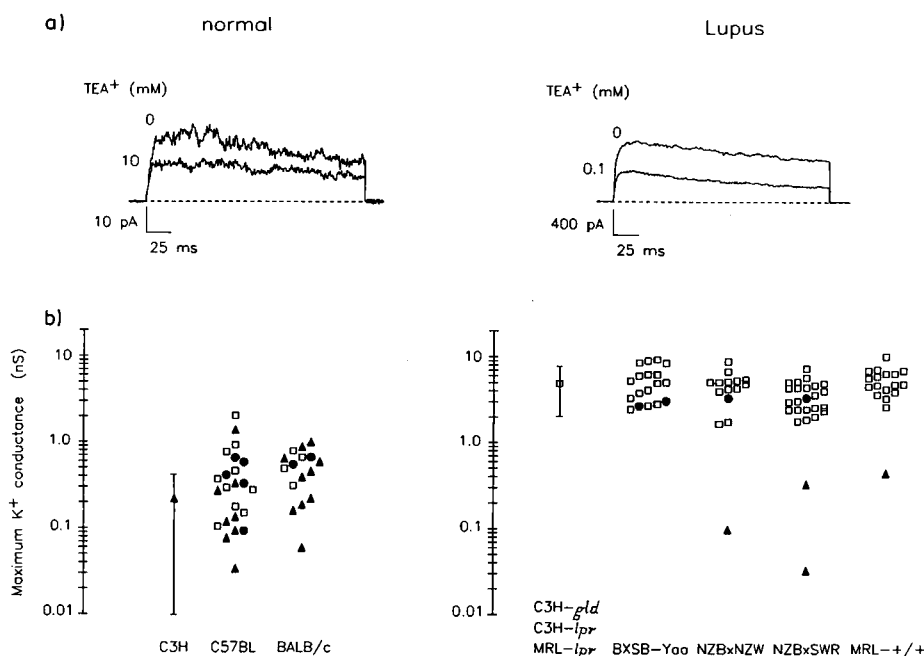 a)
normal
Lupus
TEA+ (mM)
0
10
10 pA
25 ms
TEA+ (mM)
0
0.1
400 pA
25 ms
b)
Maximum K+ conductance (nS)
10
1.0
0.1
0.01
C3H
C57BL
BALB/c
10
1.0
0.1
0.01
C3H-gld
C3H-lpr
MRL-lpr
BXSB-Yaa
NZBxNZW
NZBxSWR
MRL-+/+